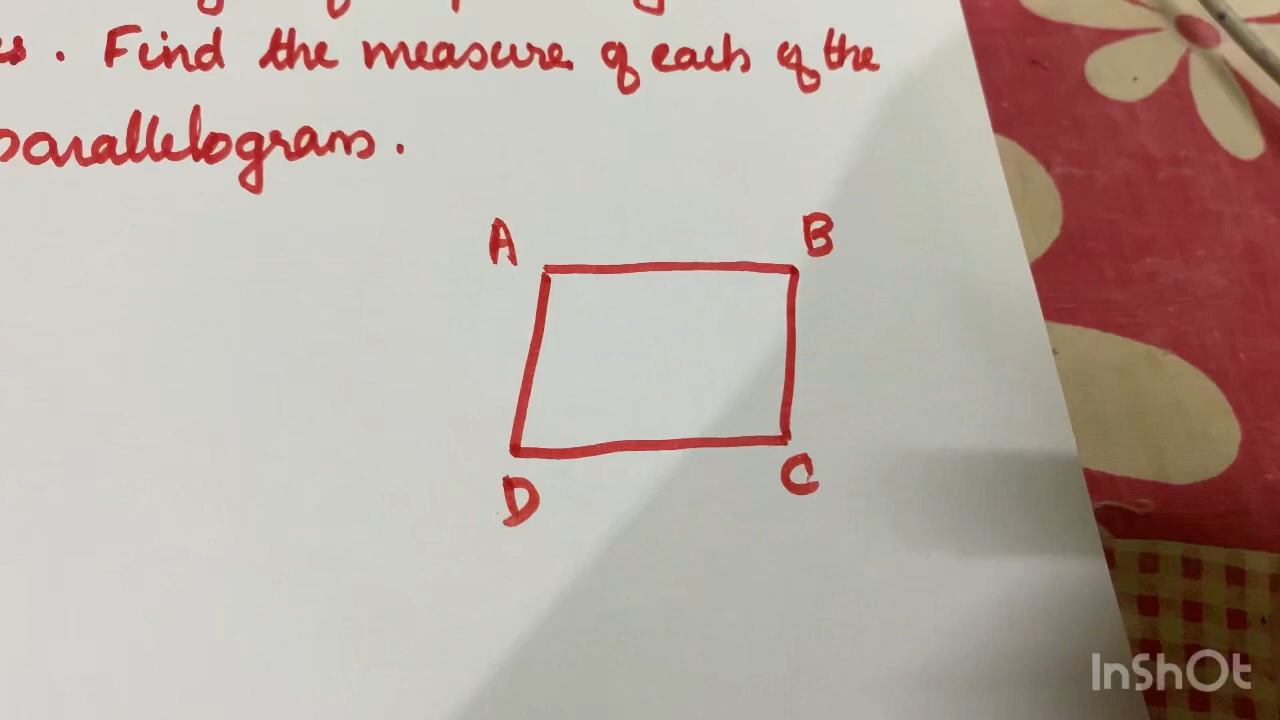 . Find the measure of each of the
parallelogram.
A
B
D
C
InShOt